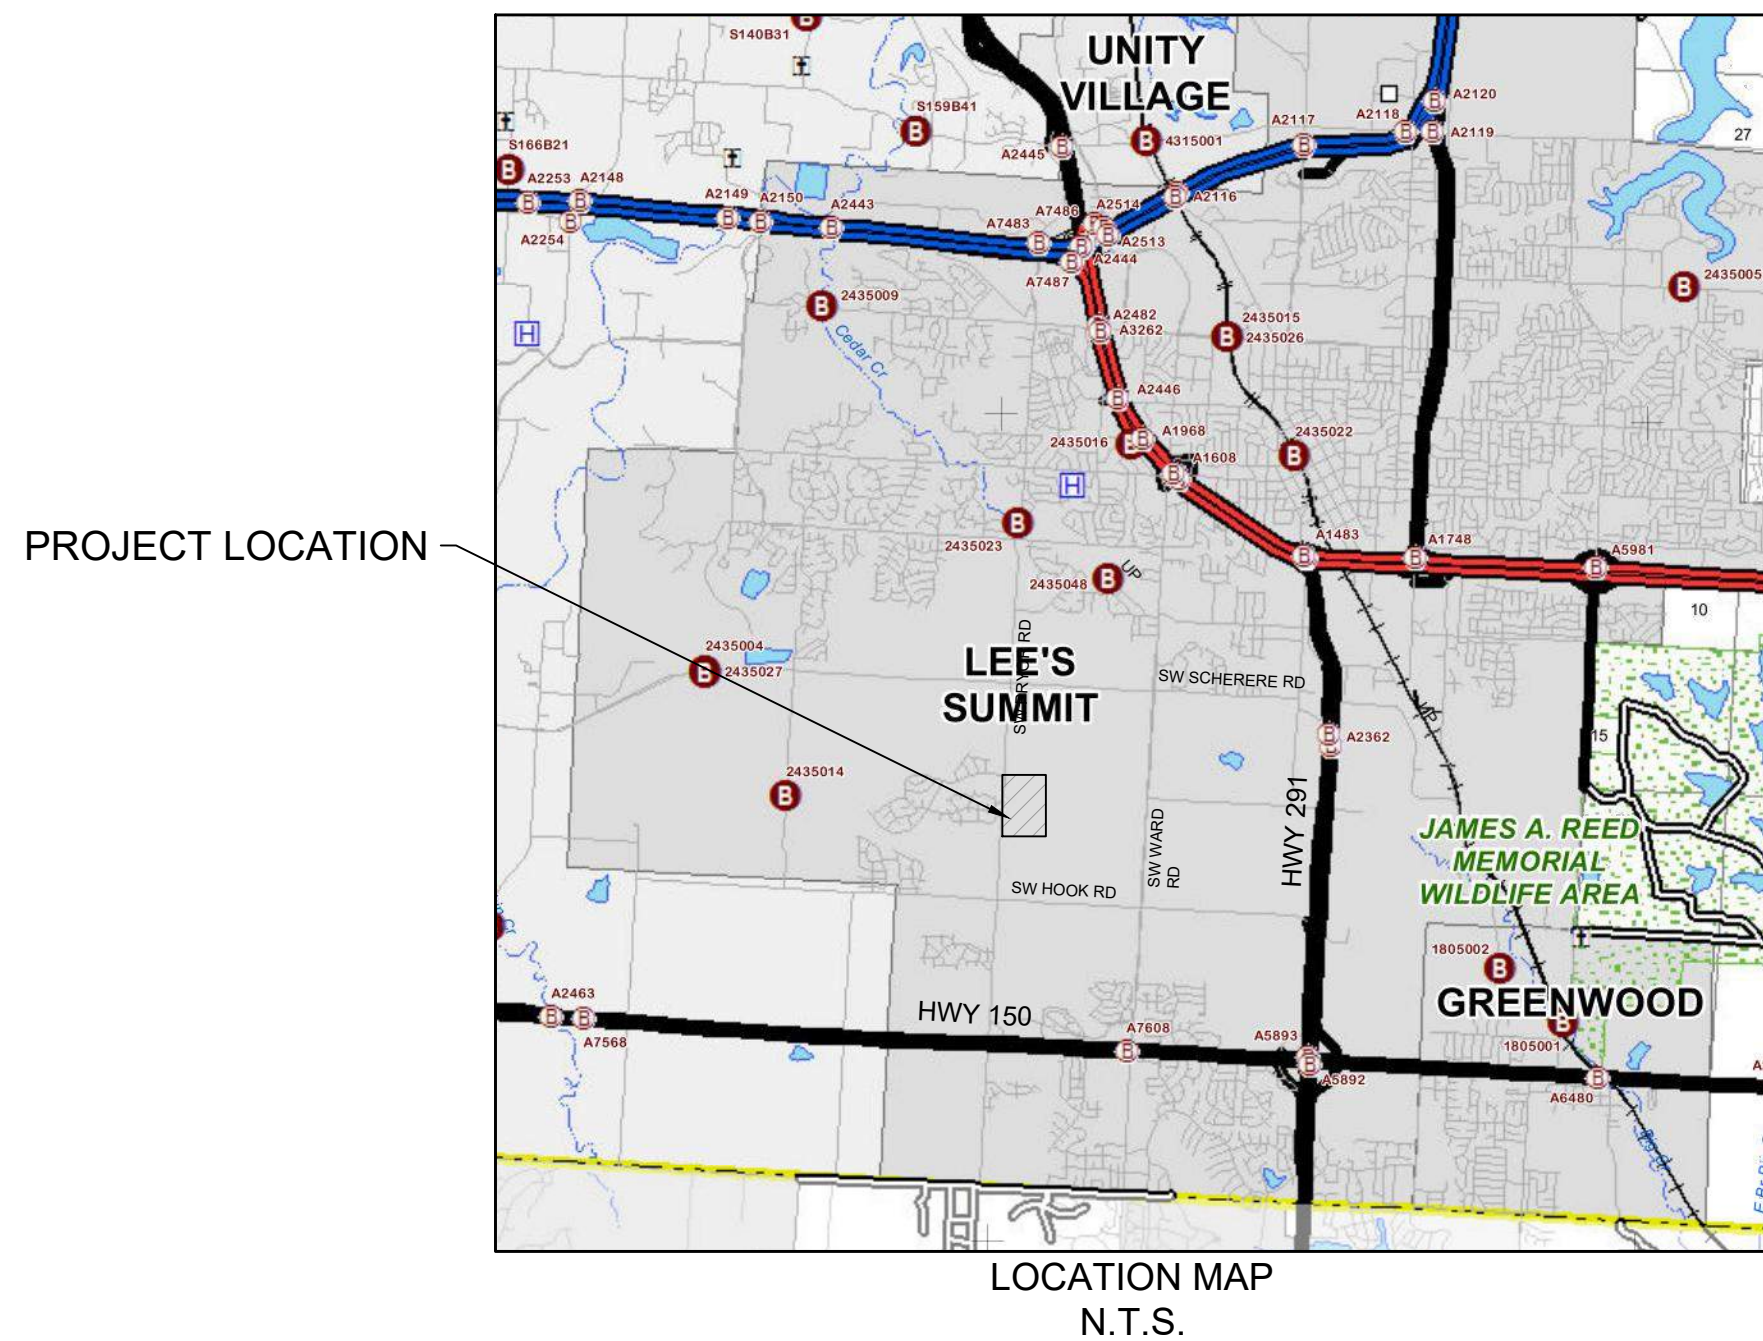 S140B31
UNITY
VILLAGE
S159B41
A2120
A2117
A2118
A2119
27
S166B21
A2445
4315001
A2253
A2148
A2149
A2150
A2443
A2116
A7483
A7486
A2514
A2254
A2513
A2444
A7487
2435005
2435009
A2482
A3262
2435015
2435026
Cedar Cr
A2446
2435016
A1968
2435022
A1608
H
H
PROJECT LOCATION
2435023
A1483
A1748
A5981
2435048
UP
10
2435004
2435027
LEE'S
SUMMIT
SW SCHERERE RD
UP
15
A2362
2435014
HWY 291
SW WARD
RD
JAMES A. REED
MEMORIAL
WILDLIFE AREA
SW HOOK RD
1805002
GREENWOOD
A2463
A7568
HWY 150
A7608
A5893
A5892
1805001
A6480
LOCATION MAP
N.T.S.